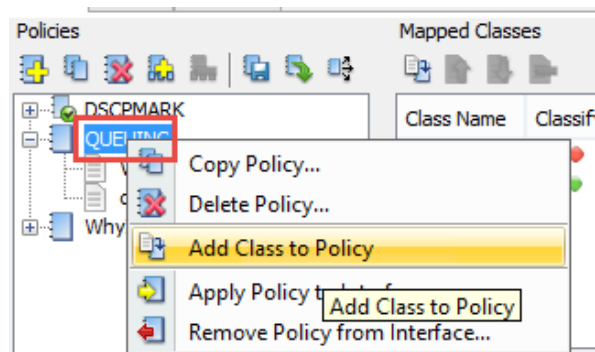 Policies
Mapped Classes
DSCPMARK
Class Name
QUEUING
Copy Policy...
Delete Policy...
Why
Add Class to Policy
Apply Policy
Add Class to Policy
Remove Policy from Interface...